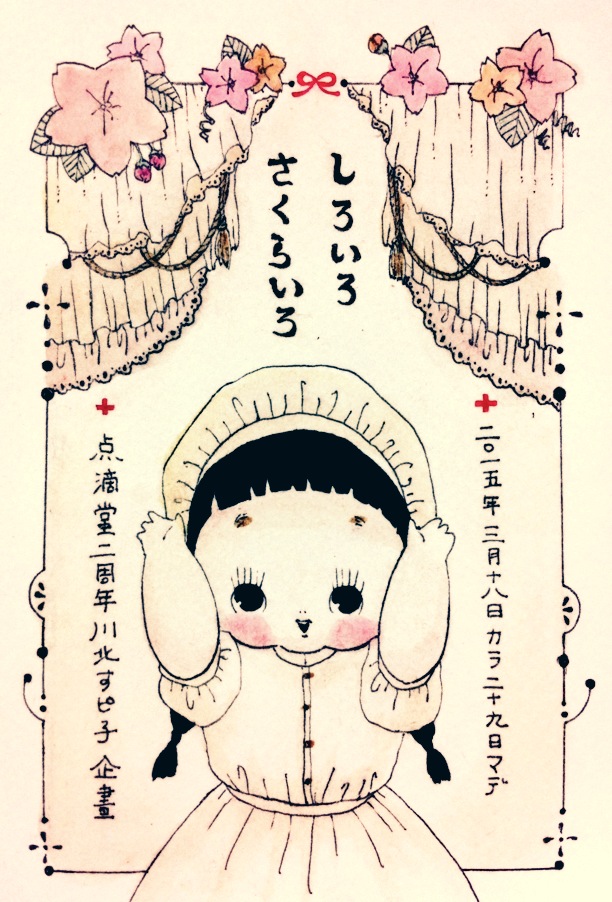 しろいろ
さくらいろ
二〇一五年三月十八日カラ二十九日マデ
点滴堂二周年川北すピ子企畫